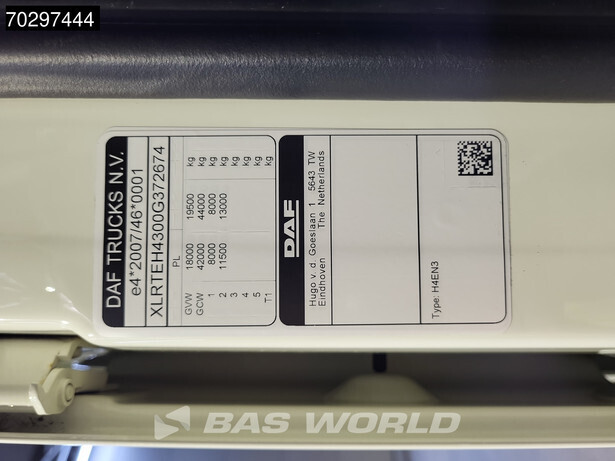 70297444
DAF TRUCKS N.V.
e4*2007/46*0001
XLRTEH4300G372674
PL
GVW *18000 19500 kg
GCW 42000 44000 kg
1 8000 8000 kg
2 11500 13000 kg
3 kg
4 kg
5 kg
T1 kg
DAF
Hugo v. d. Goeslaan 1 5643 TW
Eindhoven The Netherlands
Type: H4EN3
BAS WORLD